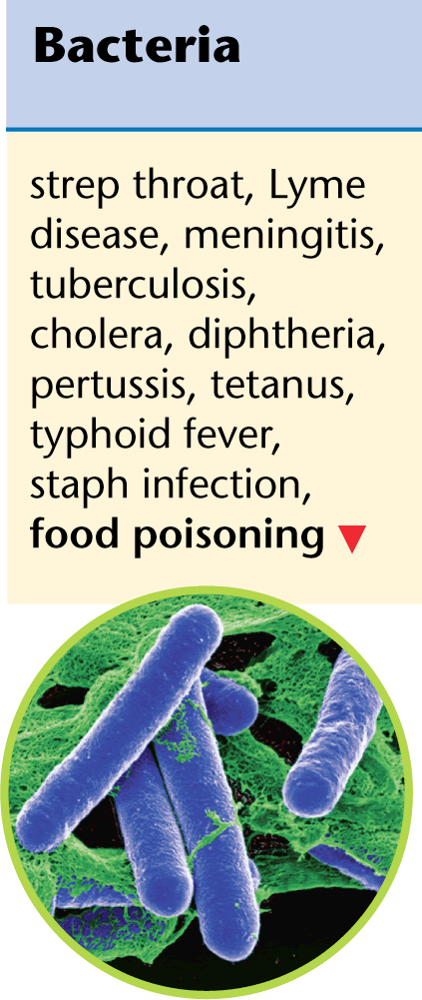 Bacteria
strep throat, Lyme
disease, meningitis,
tuberculosis,
cholera, diphtheria,
pertussis, tetanus,
typhoid fever,
staph infection,
food poisoning ▼